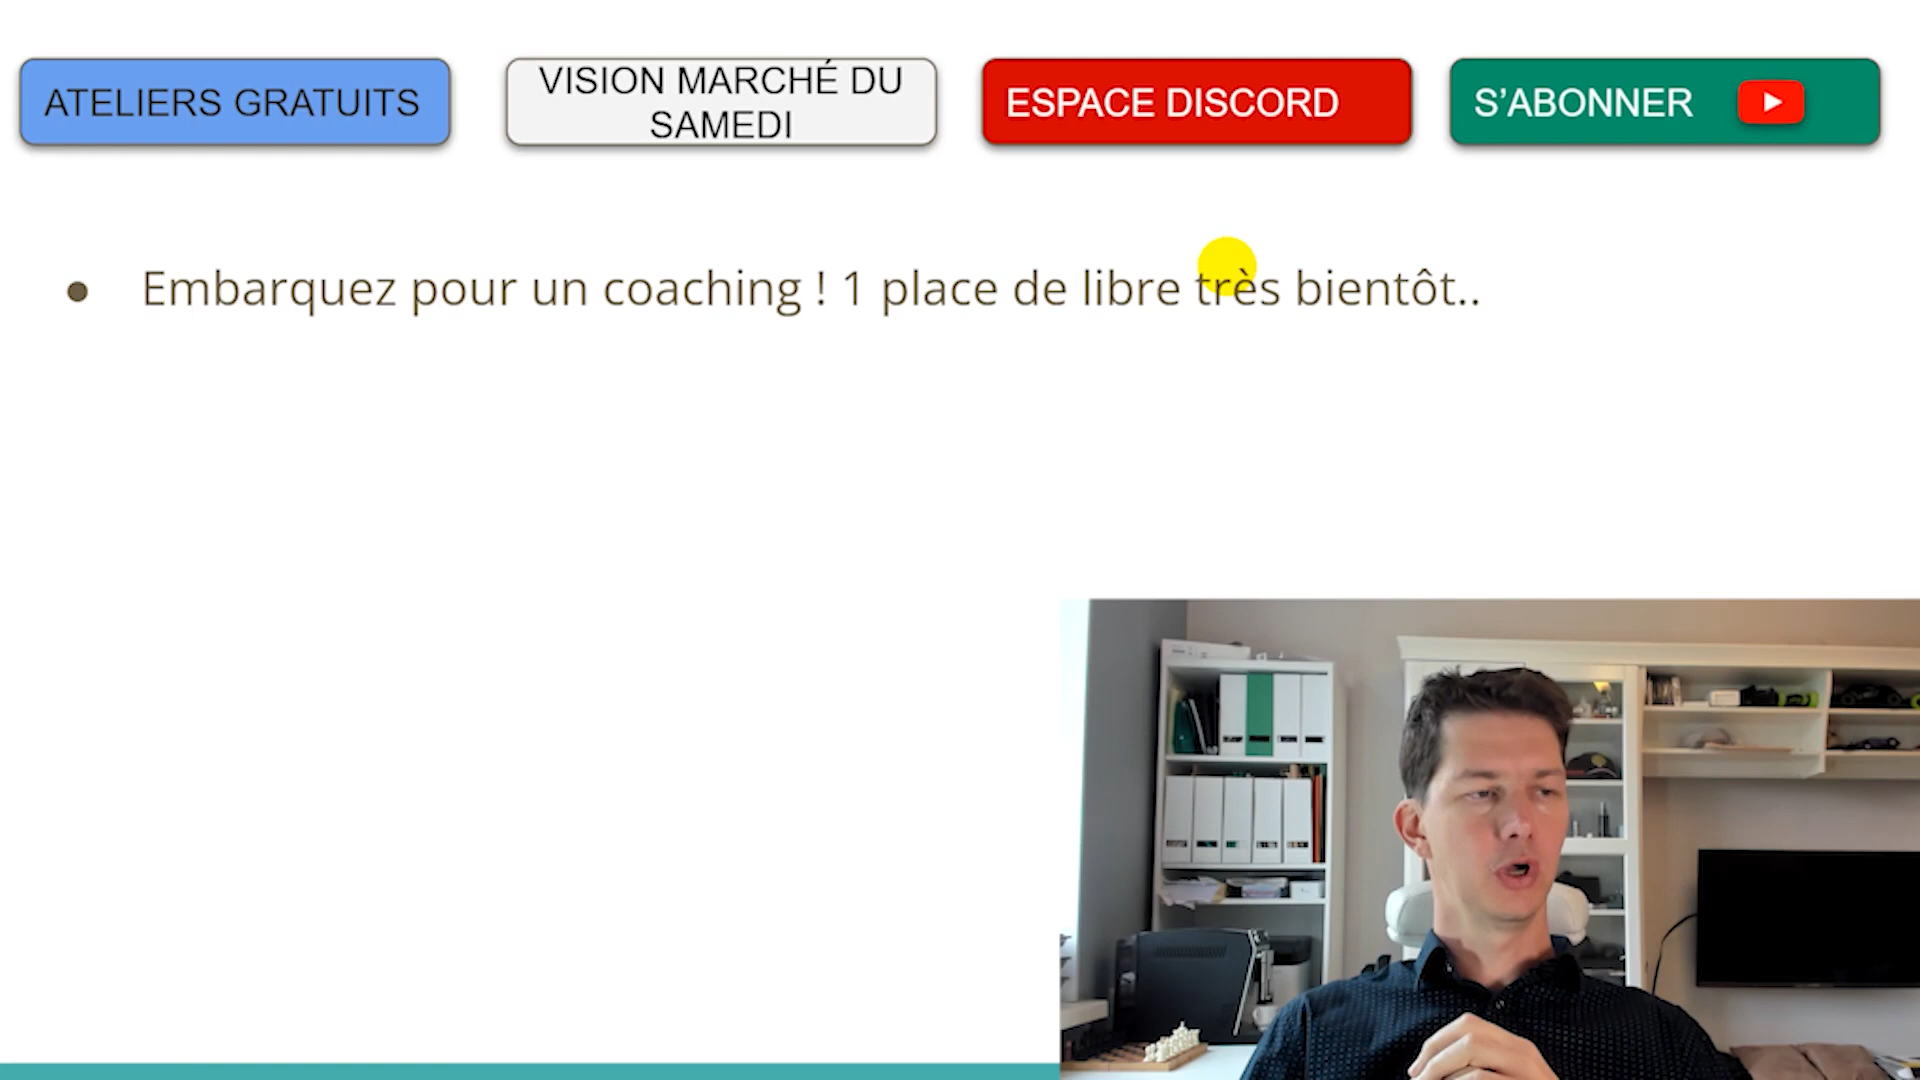 ATELIERS GRATUITS
VISION MARCHÉ DU
SAMEDI
ESPACE DISCORD
S’ABONNER
● Embarquez pour un coaching ! 1 place de libre très bientôt..